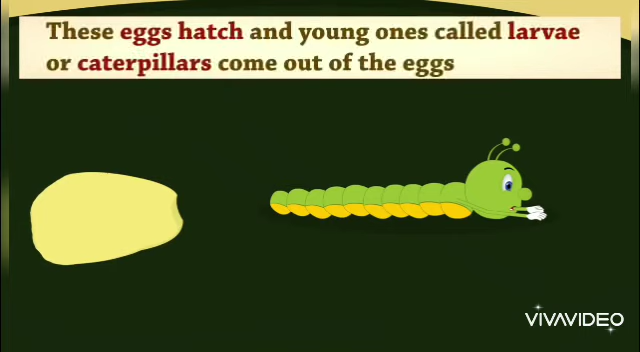 These eggs hatch and young ones called larvae
or caterpillars come out of the eggs
VIVAVIDEO